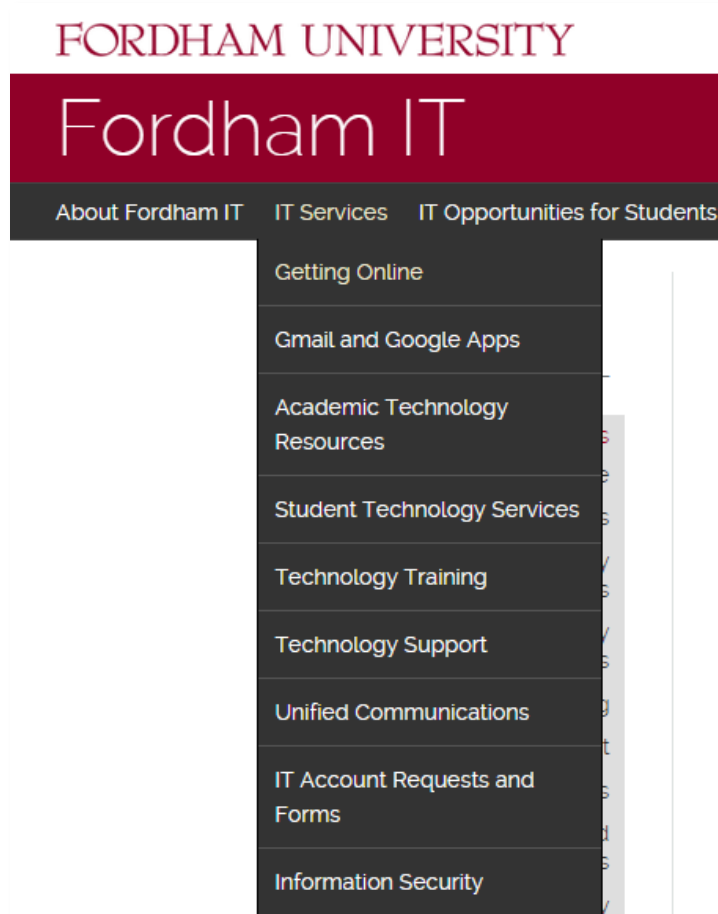 FORDHAM UNIVERSITY
Fordham IT
About Fordham IT IT Services IT Opportunities for Students
Getting Online
Gmail and Google Apps
Academic Technology
Resources
Student Technology Services
Technology Training
Technology Support
Unified Communications
IT Account Requests and
Forms
Information Security